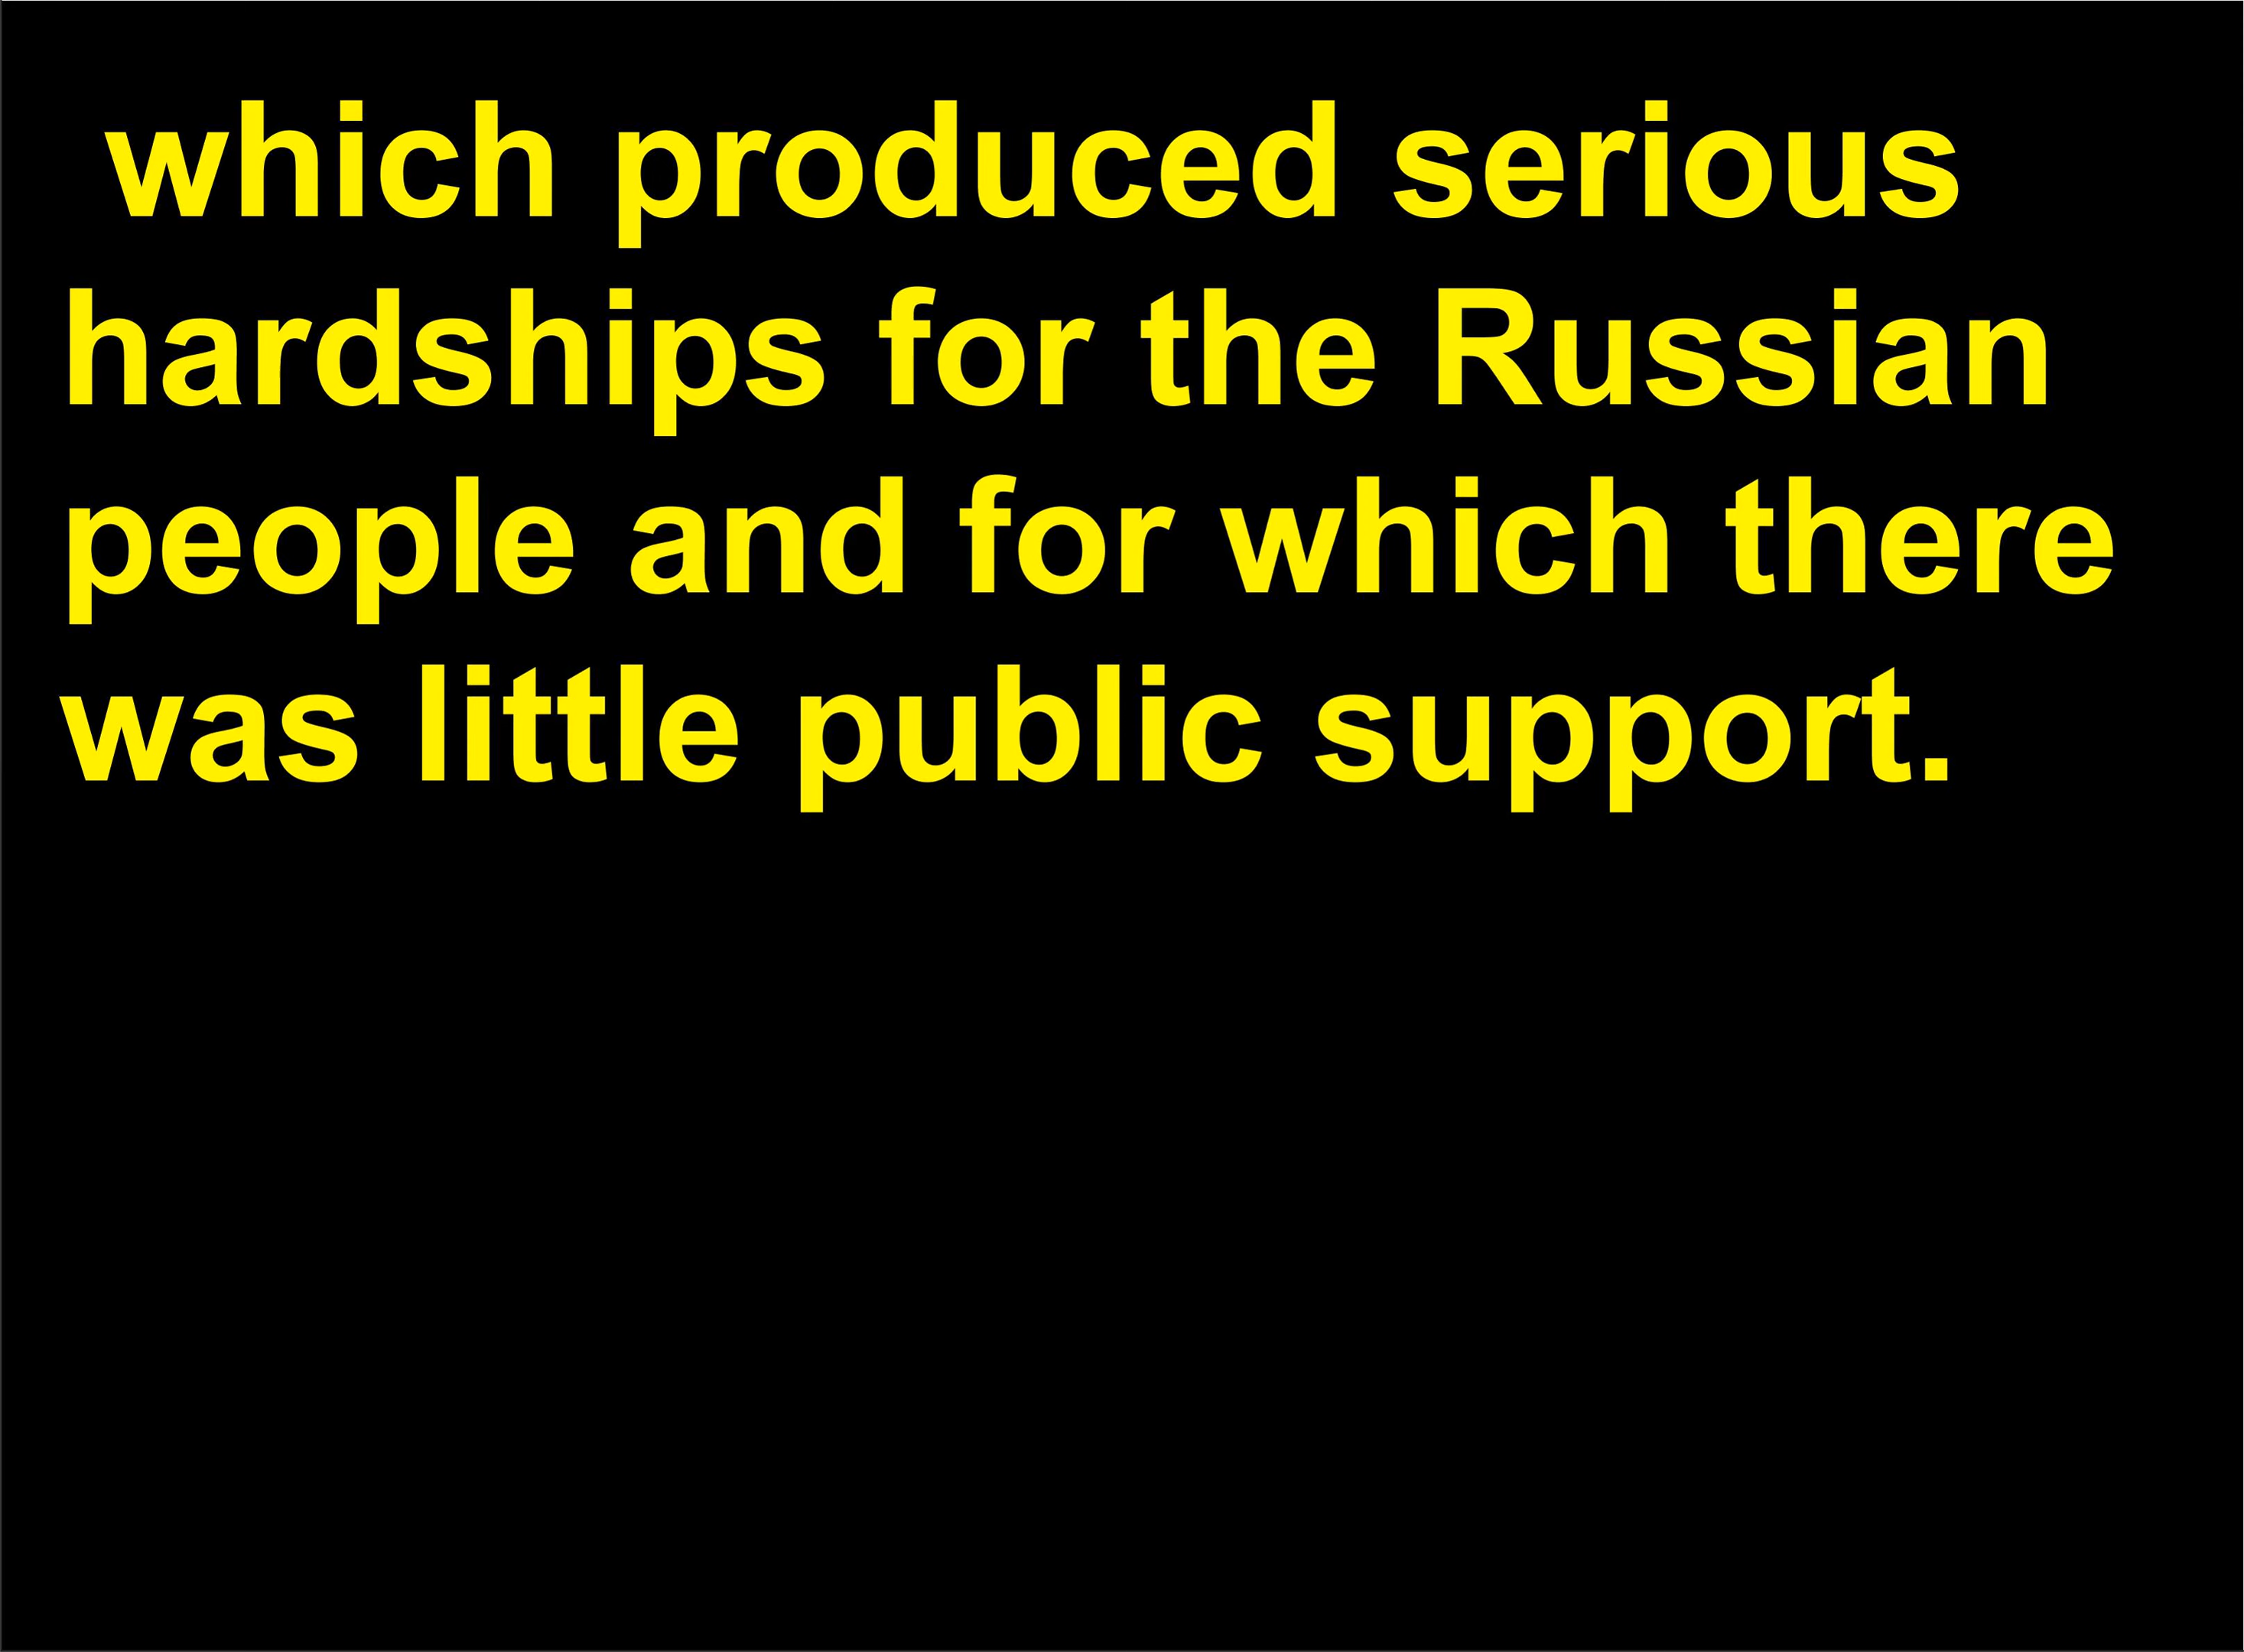 which produced serious
hardships for the Russian
people and for which there
was little public support.